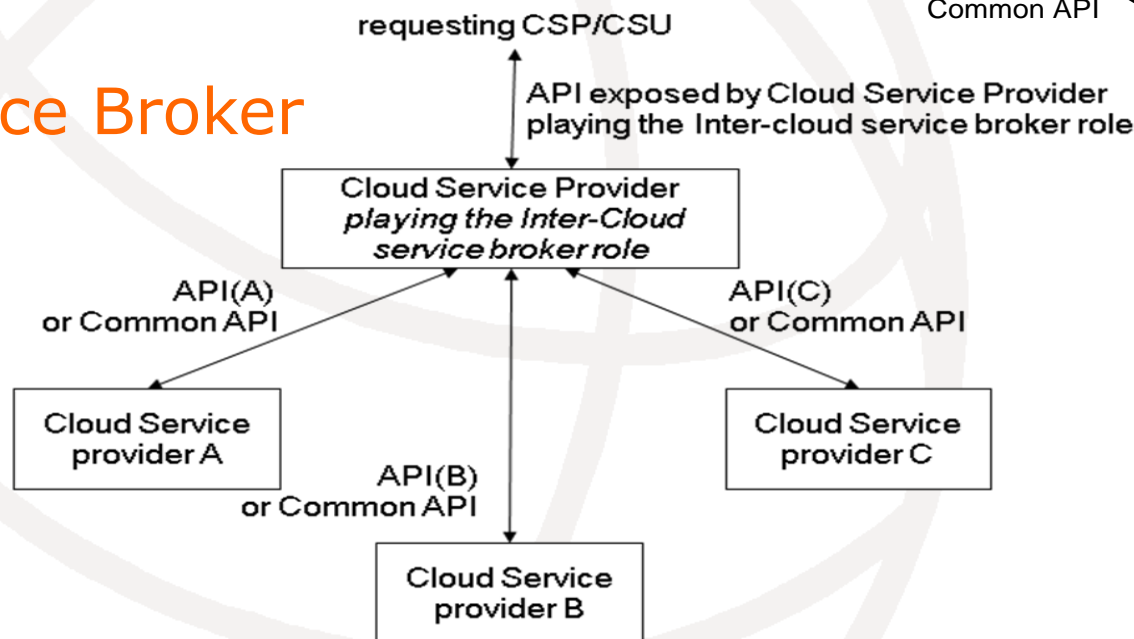 Common API
requesting CSP/CSU
ce Broker
API exposed by Cloud Service Provider
playing the Inter-cloud service broker role
Cloud Service Provider
playing the Inter-Cloud
service broker role
API(A)
or Common API
API(C)
or Common API
Cloud Service
provider A
Cloud Service
provider C
API(B)
or Common API
Cloud Service
provider B